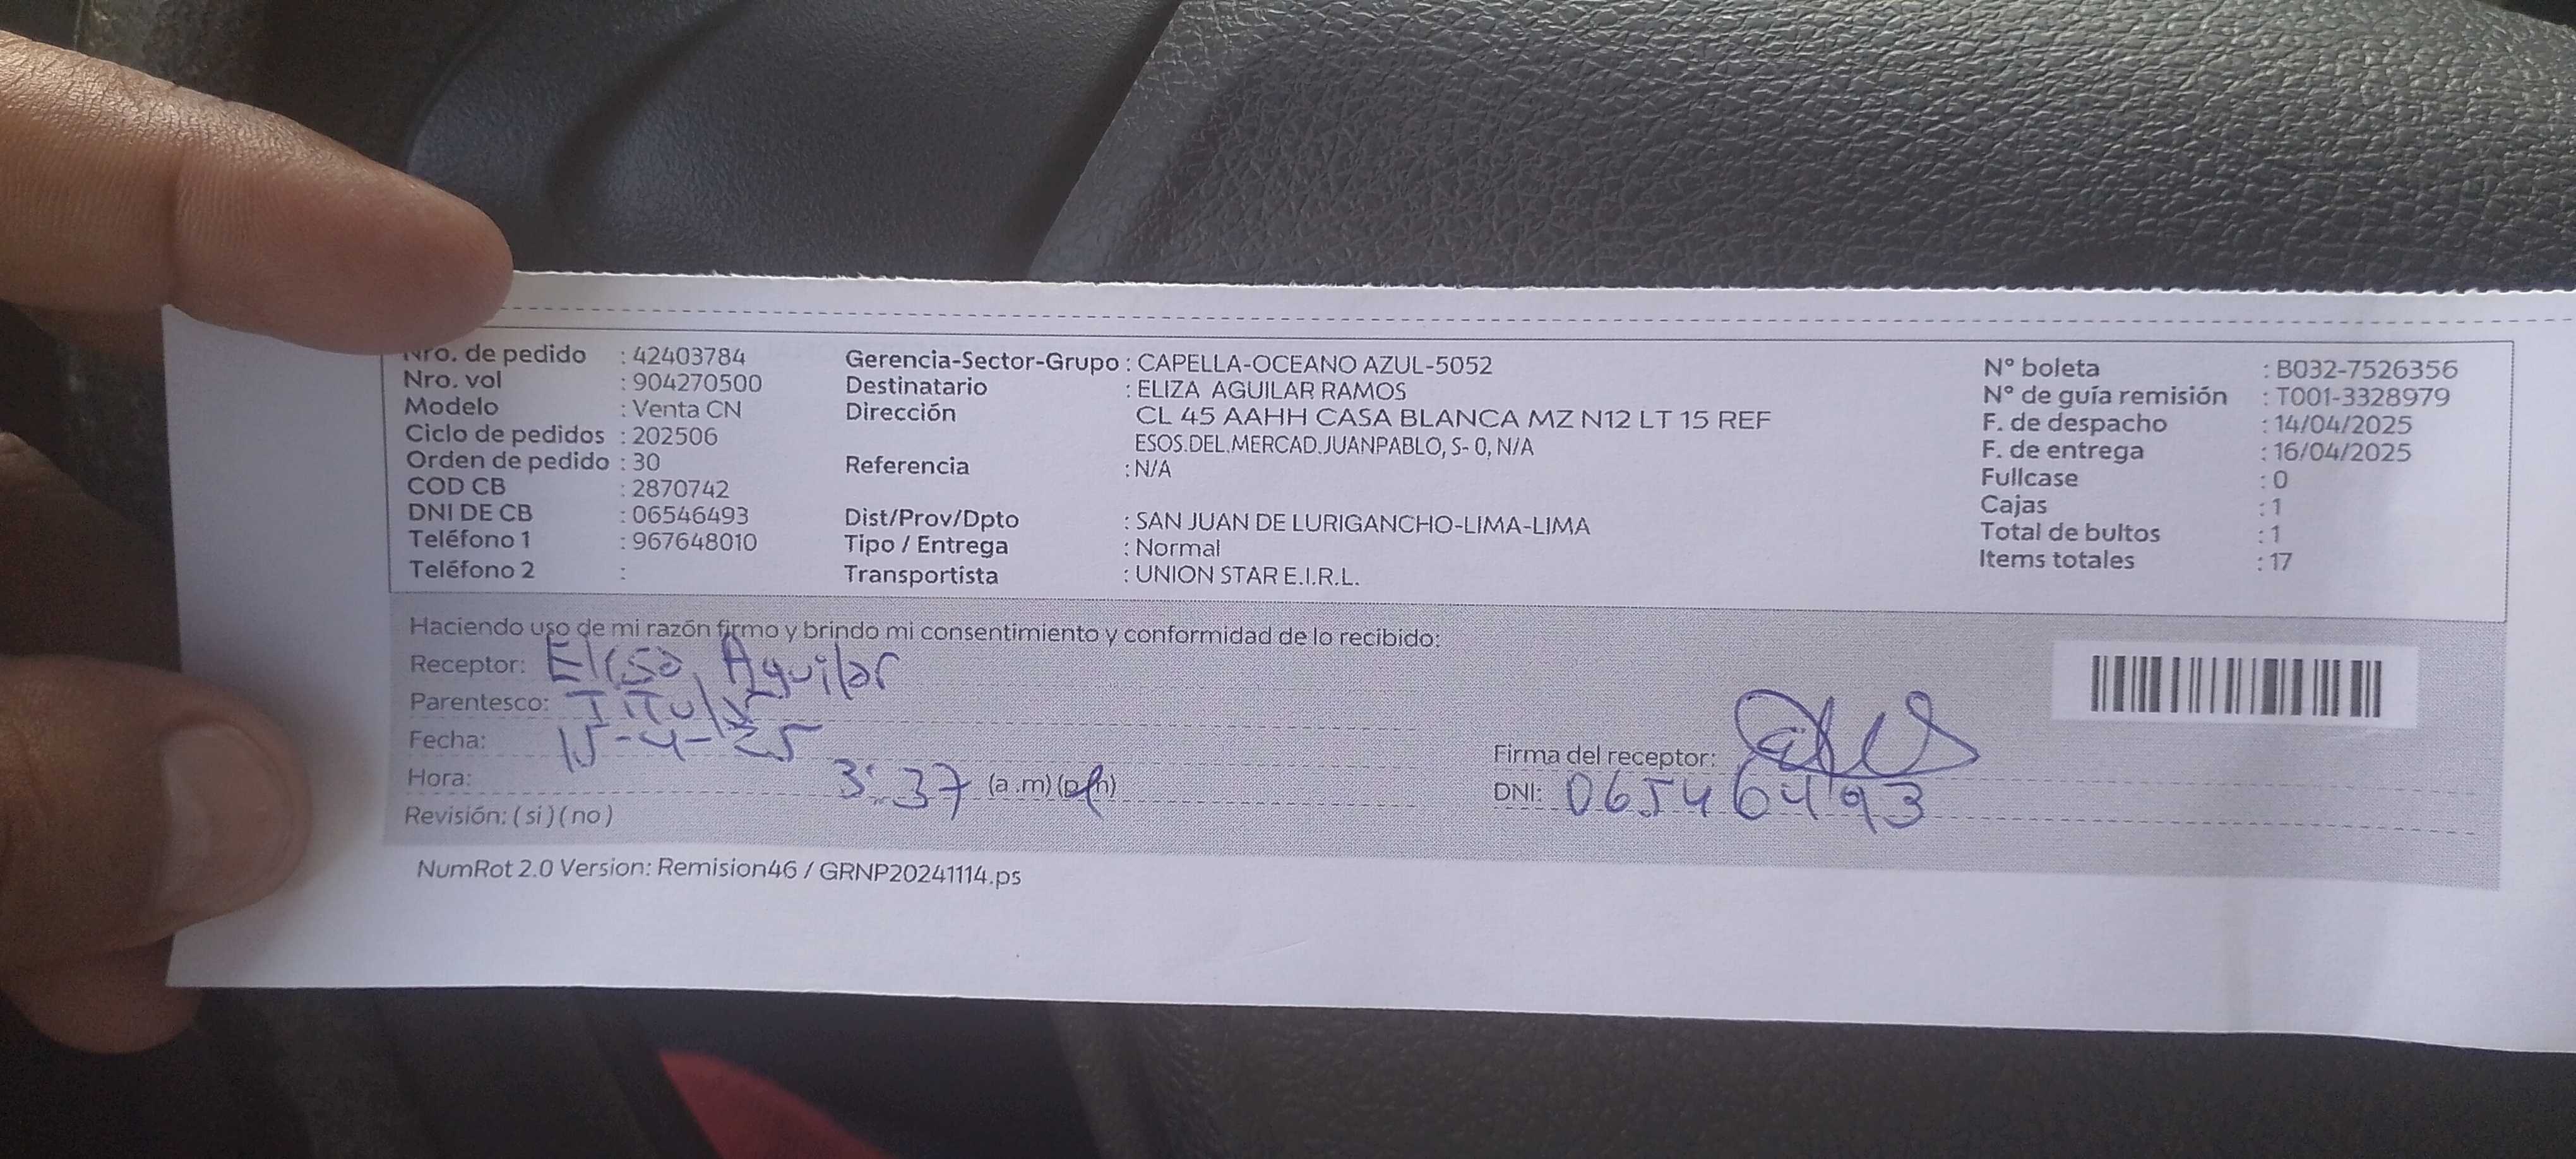 Nro. de pedido : 42403784
Nro. vol : 904270500
Modelo : Venta CN
Ciclo de pedidos : 202506
Orden de pedido : 30
COD CB : 2870742
DNI DE CB : 06546493
Teléfono 1 : 967648010
Teléfono 2 :
Gerencia-Sector-Grupo : CAPELLA-OCEANO AZUL-5052
Destinatario : ELIZA AGUILAR RAMOS
Dirección CL 45 AAHH CASA BLANCA MZ N12 LT 15 REF
ESOS.DEL.MERCAD.JUANPABLO, S- 0, N/A
Referencia : N/A
Dist/Prov/Dpto : SAN JUAN DE LURIGANCHO-LIMA-LIMA
Tipo / Entrega : Normal
Transportista : UNION STAR E.I.R.L.
N° boleta : B032-7526356
N° de guía remisión : T001-3328979
F. de despacho : 14/04/2025
F. de entrega : 16/04/2025
Fullcase : 0
Cajas : 1
Total de bultos : 1
Items totales : 17
Haciendo uso de mi razón firmo y brindo mi consentimiento y conformidad de lo recibido:
Receptor: Elisa Aguilar
Parentesco: Titular
Fecha: 15-4-25
Hora: 3:37 (a.m) (p.m)
Revisión: ( si ) ( no )
Firma del receptor:
DNI: 06546493
NumRot 2.0 Version: Remision46 / GRNP20241114.ps